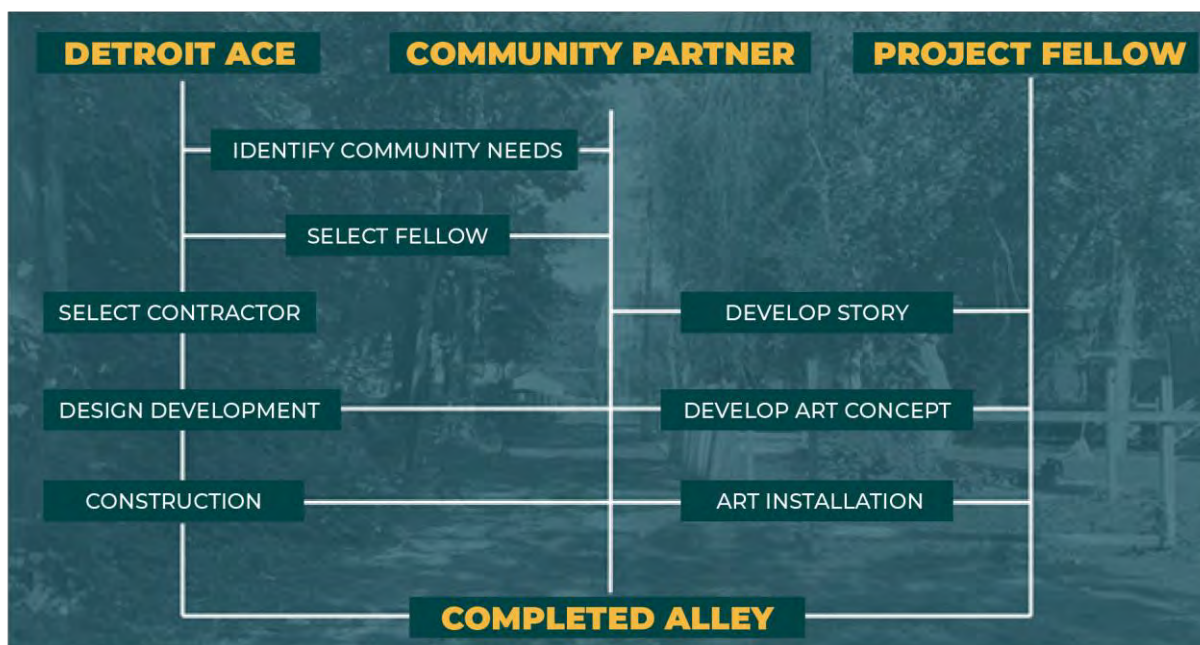 DETROIT ACE
COMMUNITY PARTNER
PROJECT FELLOW
IDENTIFY COMMUNITY NEEDS
SELECT FELLOW
SELECT CONTRACTOR
DEVELOP STORY
DESIGN DEVELOPMENT
DEVELOP ART CONCEPT
CONSTRUCTION
ART INSTALLATION
COMPLETED ALLEY